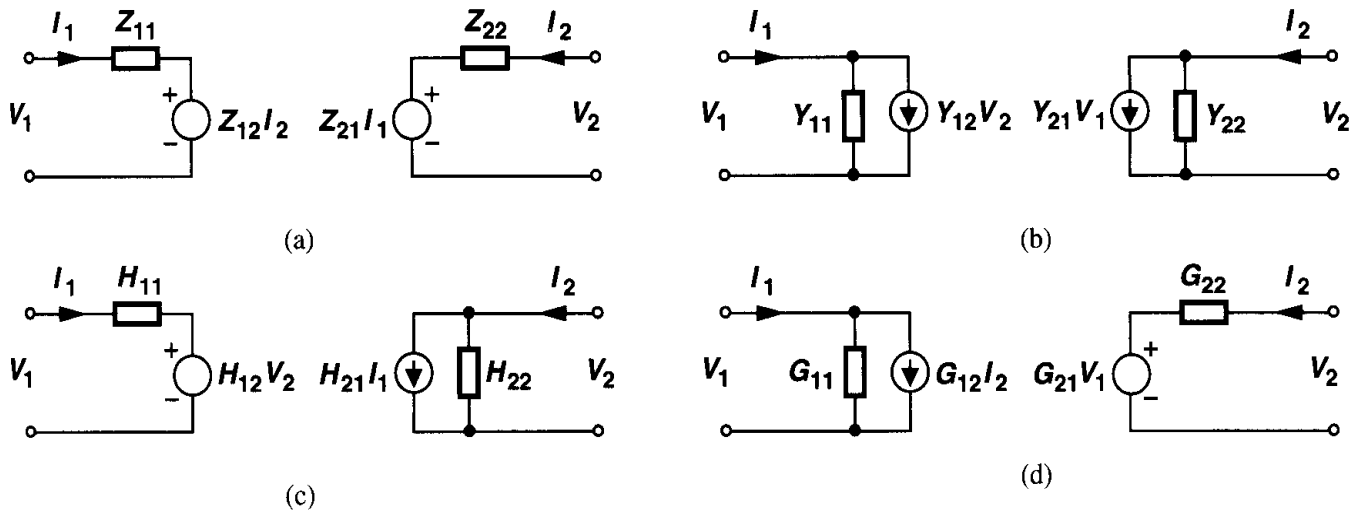 I1 Z11 Z22 I2
V1 + − Z12I2 Z21I1 + − V2
(a)
I1 I2
V1 Y11 Y12V2 Y21V1 Y22 V2
(b)
I1 H11 I2
V1 + − H12V2 H21I1 H22 V2
(c)
I1 G22 I2
V1 G11 G12I2 G21V1 + − V2
(d)